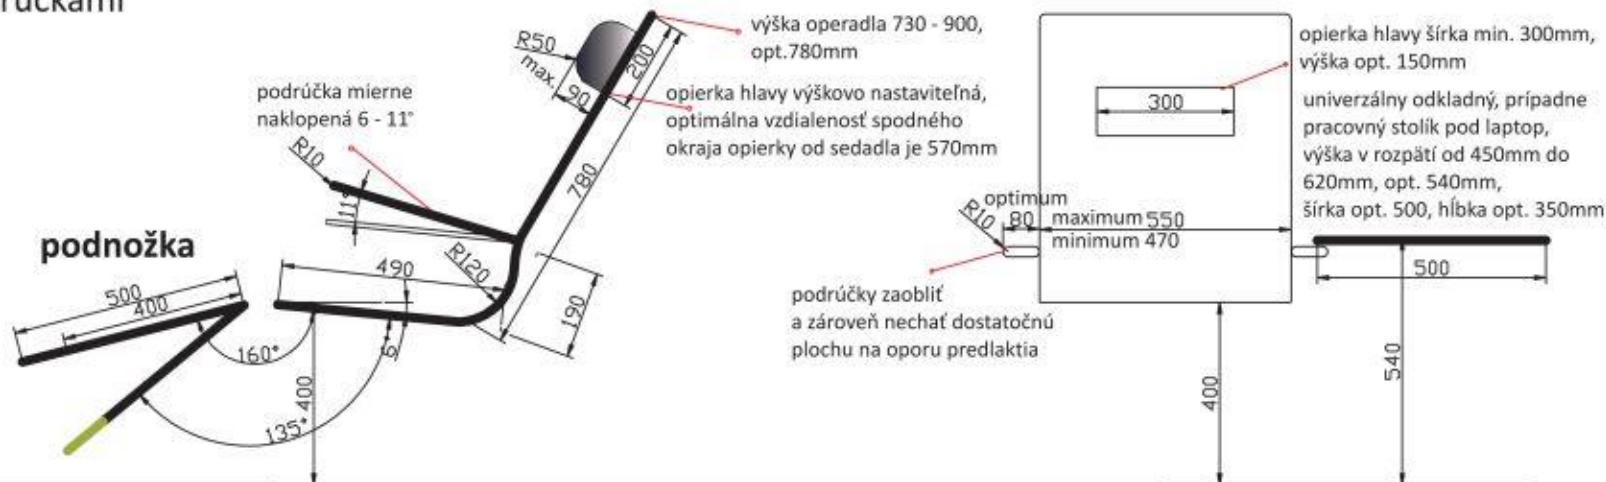 výška operadla 730 - 900,
opt.780mm
R50
max.
90
200
podrúčka mierne
naklopená 6 - 11°
opierka hlavy výškovo nastaviteľná,
optimálna vzdialenosť spodného
okraja opierky od sedadla je 570mm
R10
11°
780
podnožka
490
R120
190
500
400
160°
6°
135°
400
opierka hlavy šírka min. 300mm,
výška opt. 150mm
300
univerzálny odkladný, prípadne
pracovný stolík pod laptop,
výška v rozpätí od 450mm do
620mm, opt. 540mm,
šírka opt. 500, hĺbka opt. 350mm
optimum
R10
80
maximum 550
minimum 470
500
podrúčky zaobliť
a zároveň nechať dostatočnú
plochu na oporu predlaktia
400
540